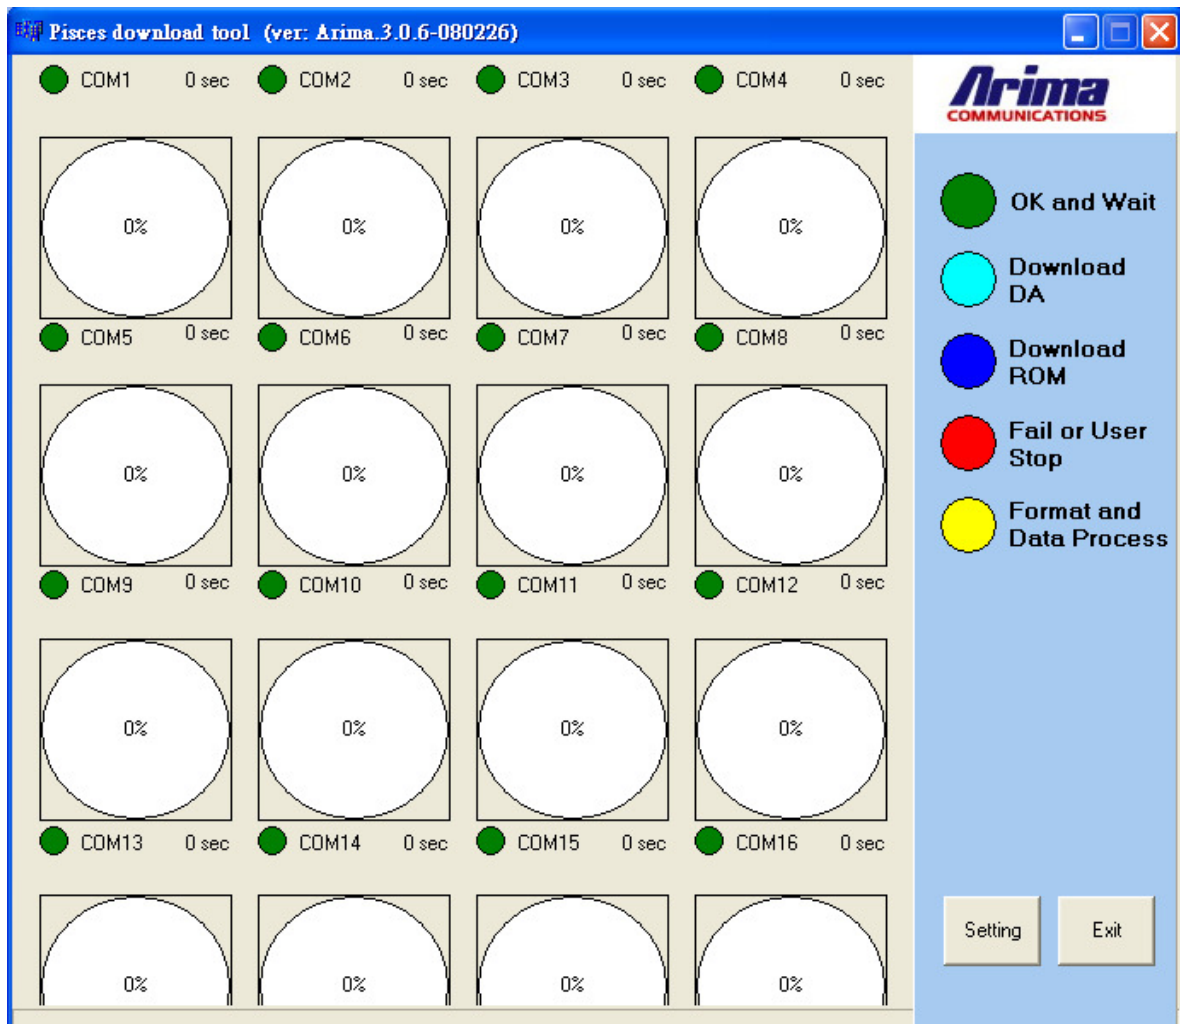 Pisces download tool (ver: Arima.3.0.6-080226)
COM1 0 sec COM2 0 sec COM3 0 sec COM4 0 sec
0% 0% 0% 0%
COM5 0 sec COM6 0 sec COM7 0 sec COM8 0 sec
0% 0% 0% 0%
COM9 0 sec COM10 0 sec COM11 0 sec COM12 0 sec
0% 0% 0% 0%
COM13 0 sec COM14 0 sec COM15 0 sec COM16 0 sec
0% 0% 0% 0%
Arima
COMMUNICATIONS
OK and Wait
Download
DA
Download
ROM
Fail or User
Stop
Format and
Data Process
Setting Exit